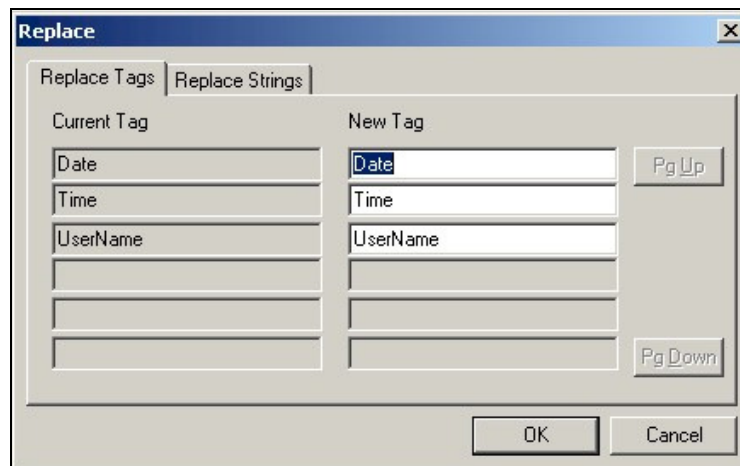 Replace
Replace Tags Replace Strings
Current Tag New Tag
Date Date Pg Up
Time Time
UserName UserName
Pg Down
OK Cancel